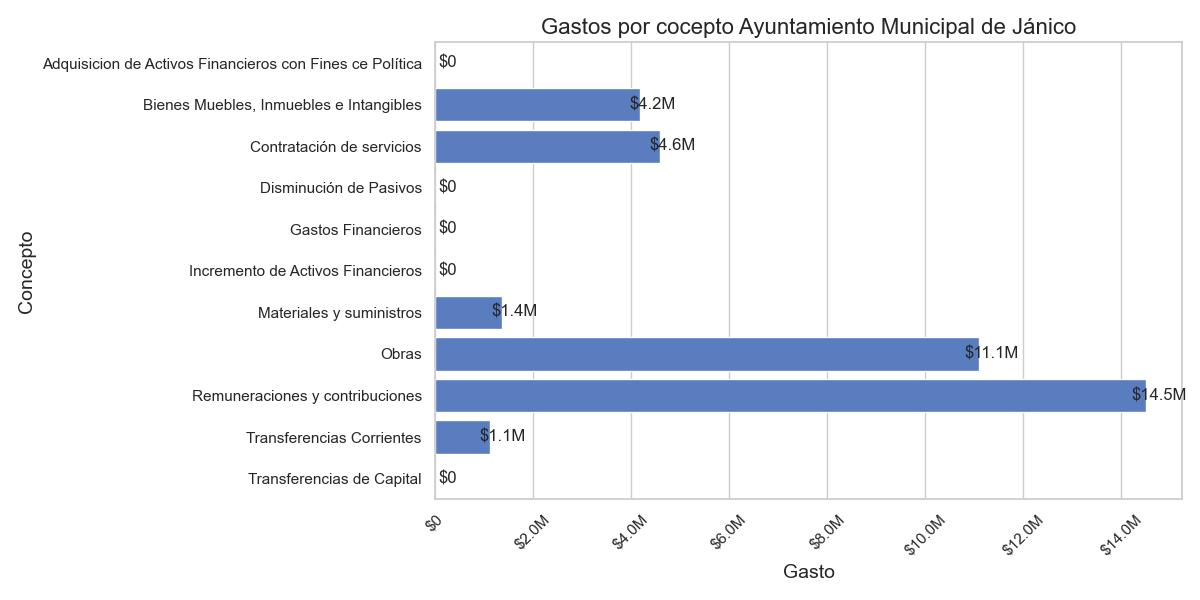 Gastos por cocepto Ayuntamiento Municipal de Jánico
Concepto
Adquisicion de Activos Financieros con Fines ce Política $0
Bienes Muebles, Inmuebles e Intangibles $4.2M
Contratación de servicios $4.6M
Disminución de Pasivos $0
Gastos Financieros $0
Incremento de Activos Financieros $0
Materiales y suministros $1.4M
Obras $11.1M
Remuneraciones y contribuciones $14.5M
Transferencias Corrientes $1.1M
Transferencias de Capital $0
$0 $2.0M $4.0M $6.0M $8.0M $10.0M $12.0M $14.0M
Gasto